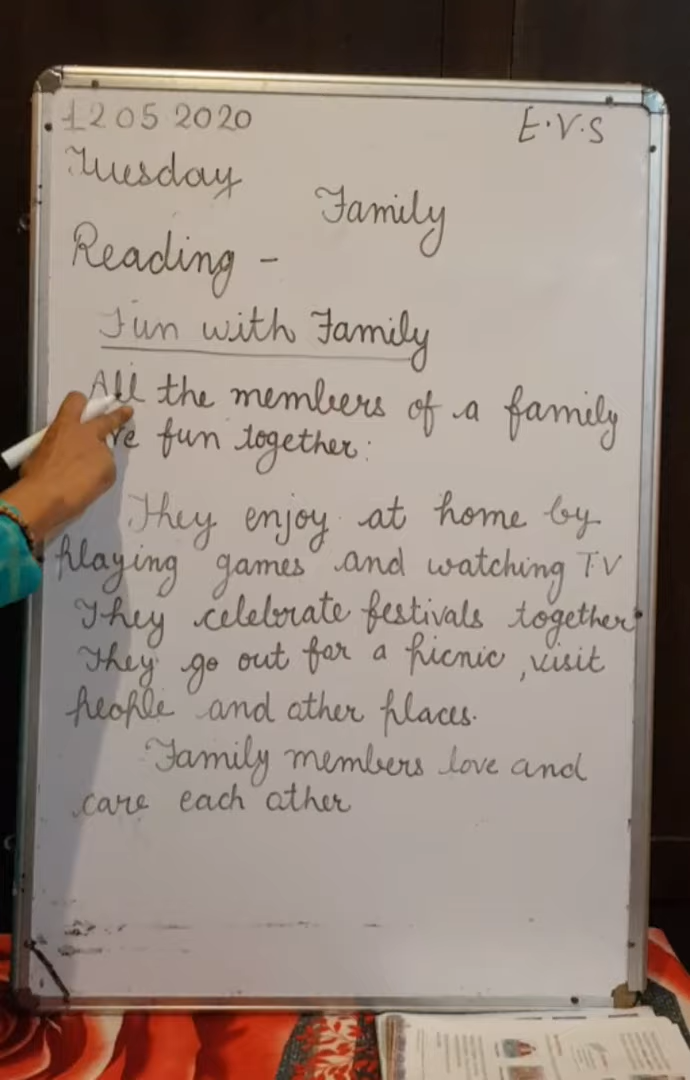 12 05 2020
E.V.S
Tuesday
Family
Reading -
Fun with Family
All the members of a family
fun together:
They enjoy at home by
playing games and watching TV
They celebrate festivals together
They go out for a picnic, visit
people and other places.
Family members love and
care each other